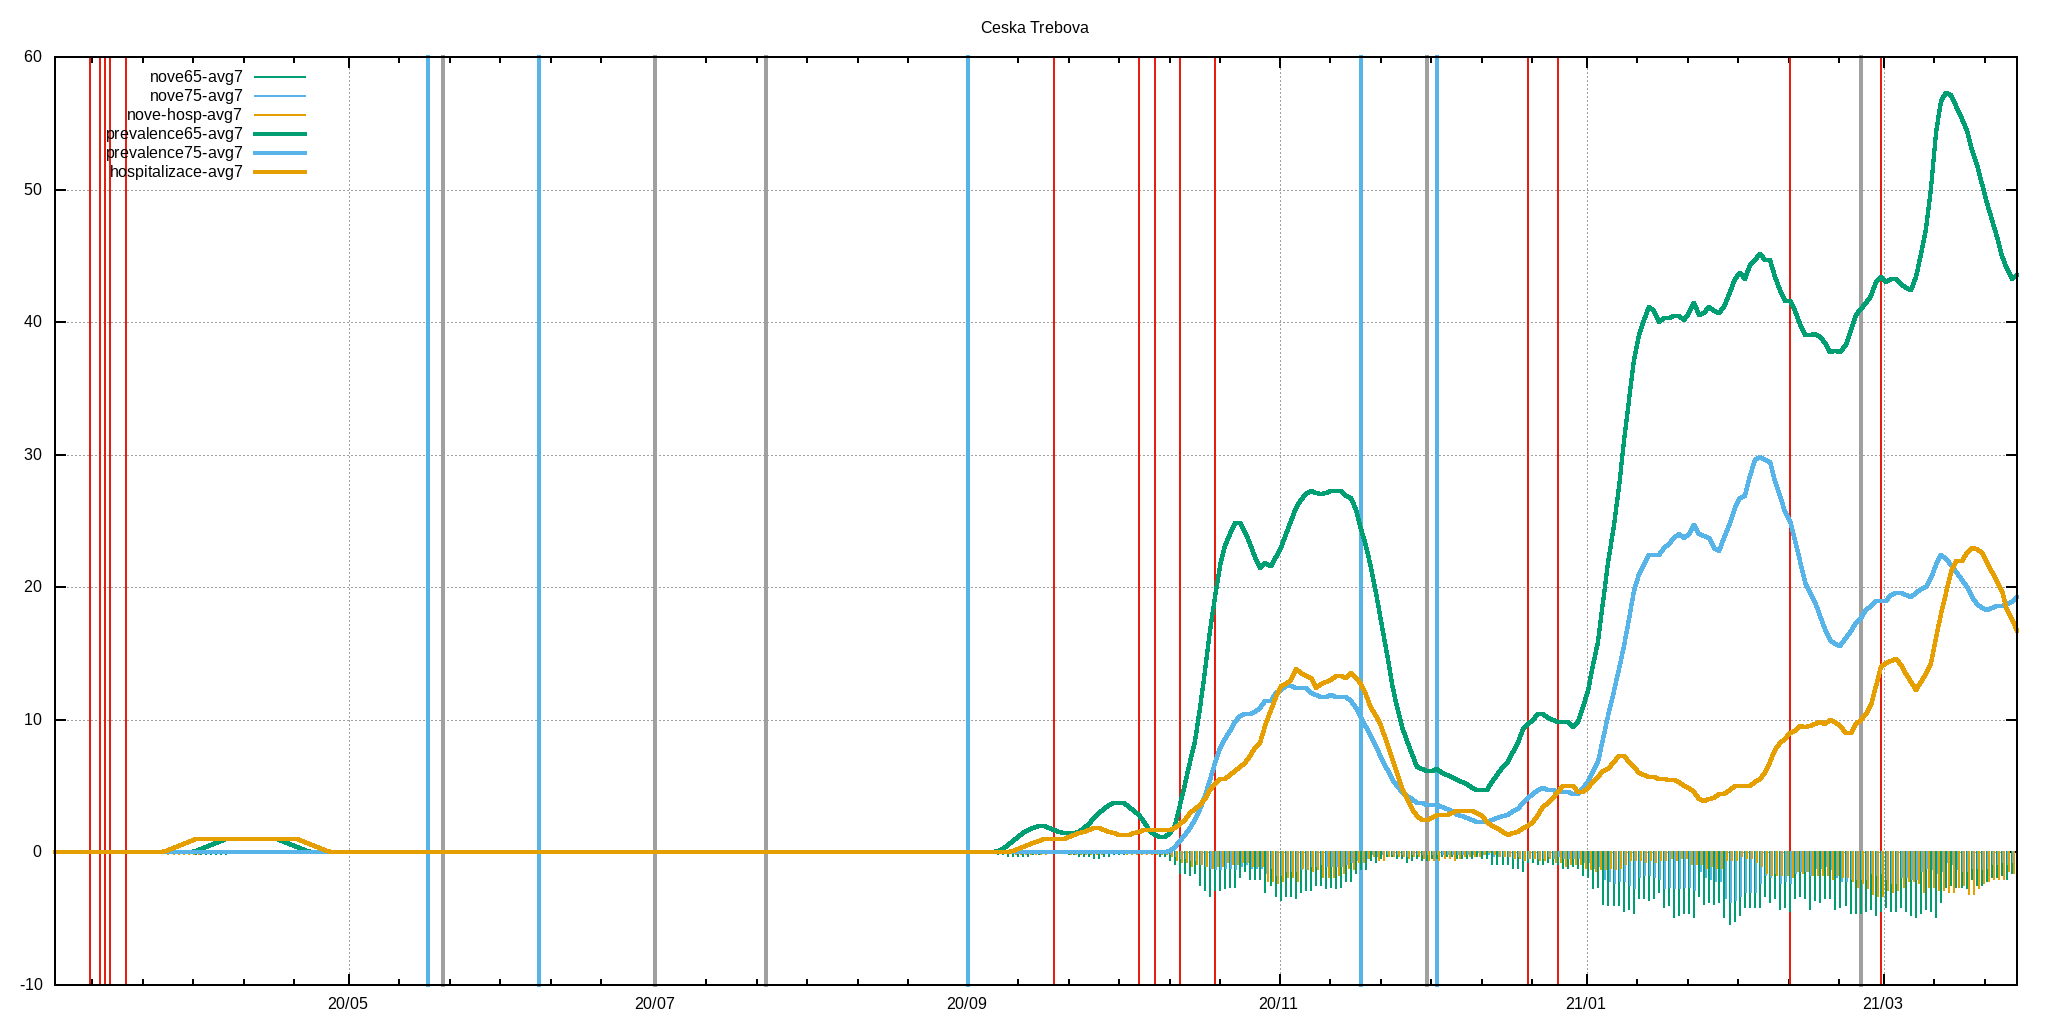 Ceska Trebova
60
nove65-avg7
nove75-avg7
nove-hosp-avg7
prevalence65-avg7
prevalence75-avg7
hospitalizace-avg7
50
40
30
20
10
0
-10
20/05 20/07 20/09 20/11 21/01 21/03